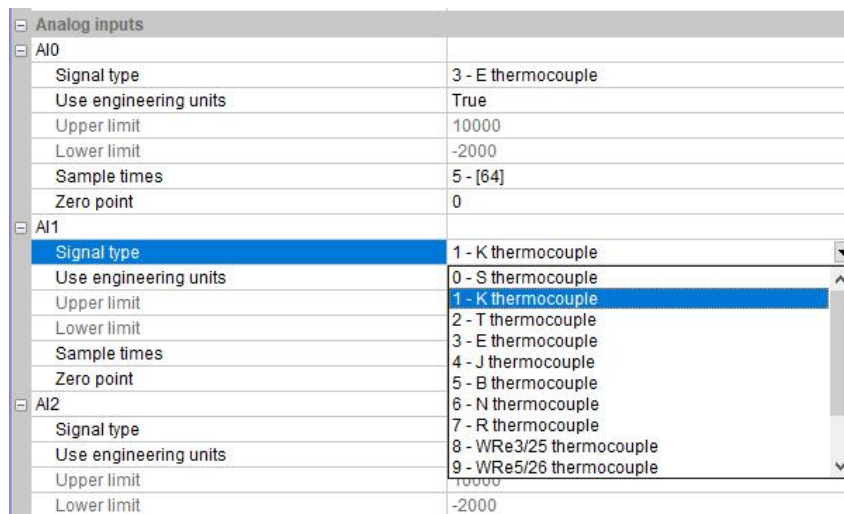 Analog inputs
AI0
Signal type 3 - E thermocouple
Use engineering units True
Upper limit 10000
Lower limit -2000
Sample times 5 - [64]
Zero point 0
AI1
Signal type 1 - K thermocouple
Use engineering units 0 - S thermocouple
Upper limit 1 - K thermocouple
Lower limit 2 - T thermocouple
3 - E thermocouple
Sample times 4 - J thermocouple
Zero point 5 - B thermocouple
AI2 6 - N thermocouple
Signal type 7 - R thermocouple
Use engineering units 8 - WRe3/25 thermocouple
9 - WRe5/26 thermocouple
Upper limit 10000
Lower limit -2000